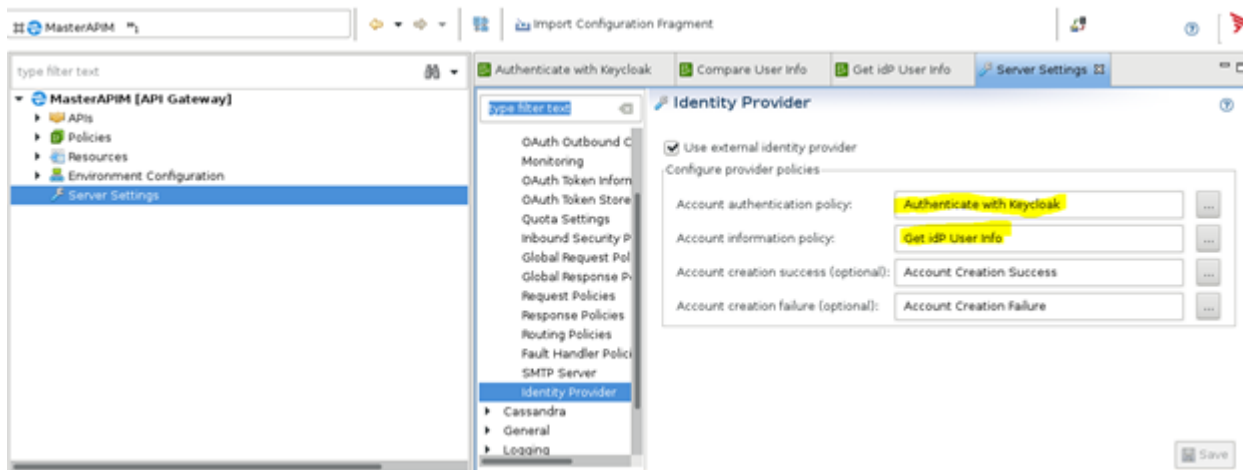 MasterAPIM
Import Configuration Fragment
type filter text
MasterAPIM [API Gateway]
APIs
Policies
Resources
Environment Configuration
Server Settings
Authenticate with Keycloak
Compare User Info
Get idP User Info
Server Settings
type filter text
OAuth Outbound C
Monitoring
OAuth Token Inform
OAuth Token Store
Quota Settings
Inbound Security P
Global Request Pol
Global Response P
Request Policies
Response Policies
Routing Policies
Fault Handler Polici
SMTP Server
Identity Provider
Cassandra
General
Logging
Identity Provider
Use external identity provider
Configure provider policies
Account authentication policy: Authenticate with Keycloak ...
Account information policy: Get idP User Info ...
Account creation success (optional): Account Creation Success ...
Account creation failure (optional): Account Creation Failure ...
Save